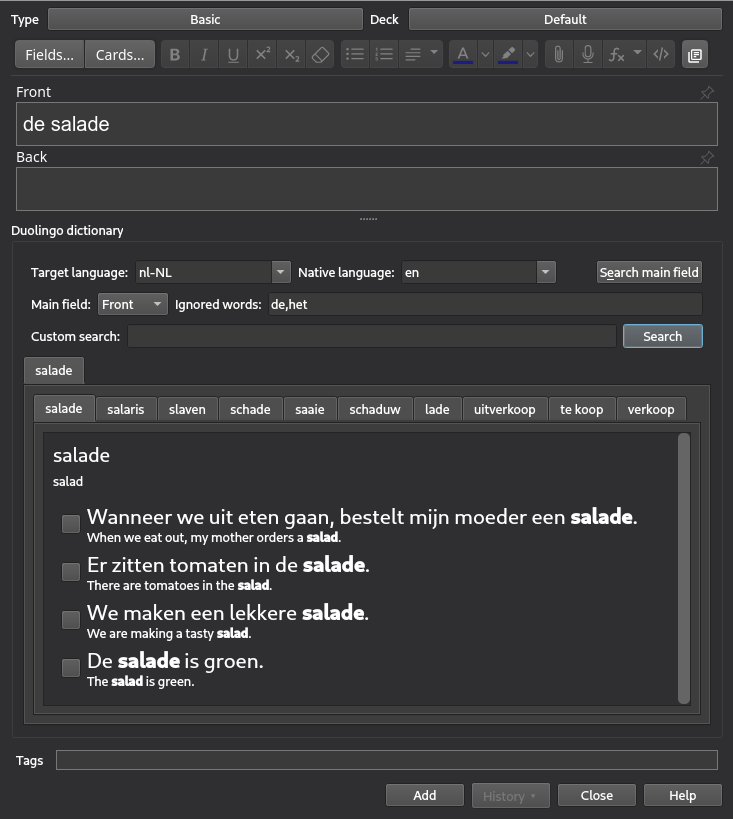 Type Basic Deck Default
Fields... Cards... B I U x² x₂ A fx </>
Front
de salade
Back
Duolingo dictionary
Target language: nl-NL Native language: en Search main field
Main field: Front Ignored words: de,het
Custom search: Search
salade
salade salaris slaven schade saaie schaduw lade uitverkoop te koop verkoop
salade
salad
Wanneer we uit eten gaan, bestelt mijn moeder een salade.
When we eat out, my mother orders a salad.
Er zitten tomaten in de salade.
There are tomatoes in the salad.
We maken een lekkere salade.
We are making a tasty salad.
De salade is groen.
The salad is green.
Tags
Add History Close Help